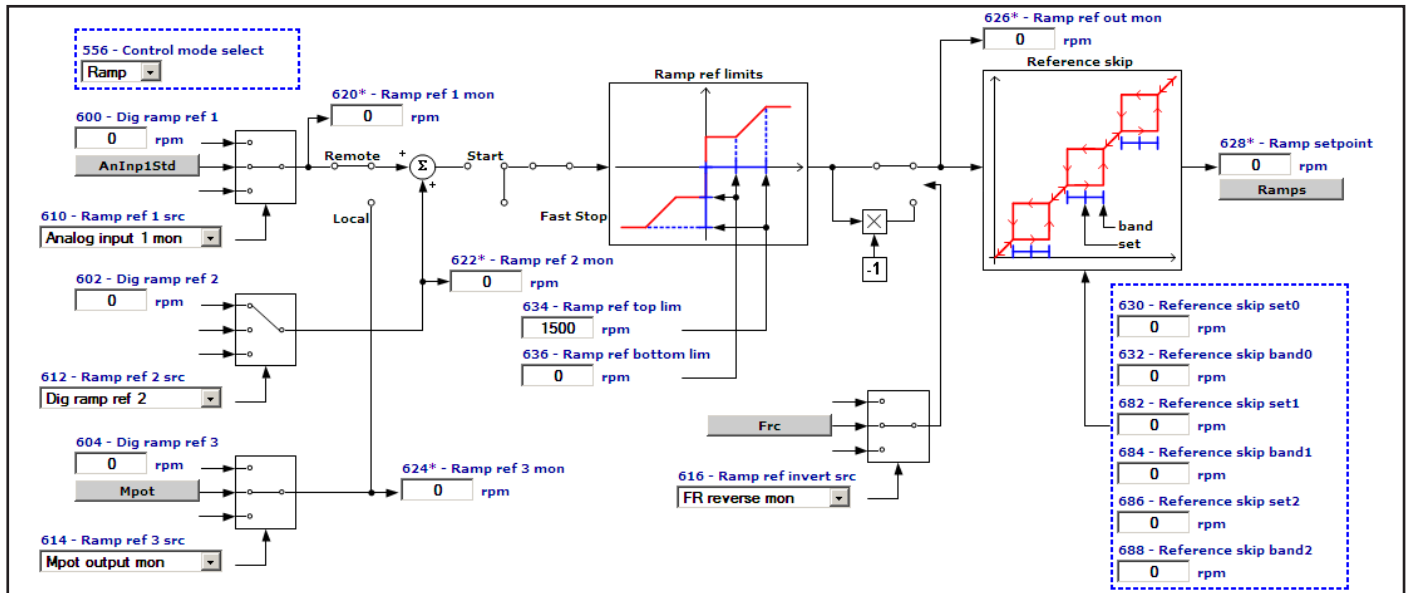 556 - Control mode select
Ramp
600 - Dig ramp ref 1
0 rpm
AnInp1Std
610 - Ramp ref 1 src
Analog input 1 mon
620* - Ramp ref 1 mon
0 rpm
Remote
Local
+
Σ
+
Start
Fast Stop
602 - Dig ramp ref 2
0 rpm
612 - Ramp ref 2 src
Dig ramp ref 2
622* - Ramp ref 2 mon
0 rpm
604 - Dig ramp ref 3
0 rpm
Mpot
614 - Ramp ref 3 src
Mpot output mon
624* - Ramp ref 3 mon
0 rpm
Ramp ref limits
634 - Ramp ref top lim
1500 rpm
636 - Ramp ref bottom lim
0 rpm
×
-1
Frc
616 - Ramp ref invert src
FR reverse mon
626* - Ramp ref out mon
0 rpm
Reference skip
band
set
628* - Ramp setpoint
0 rpm
Ramps
630 - Reference skip set0
0 rpm
632 - Reference skip band0
0 rpm
682 - Reference skip set1
0 rpm
684 - Reference skip band1
0 rpm
686 - Reference skip set2
0 rpm
688 - Reference skip band2
0 rpm